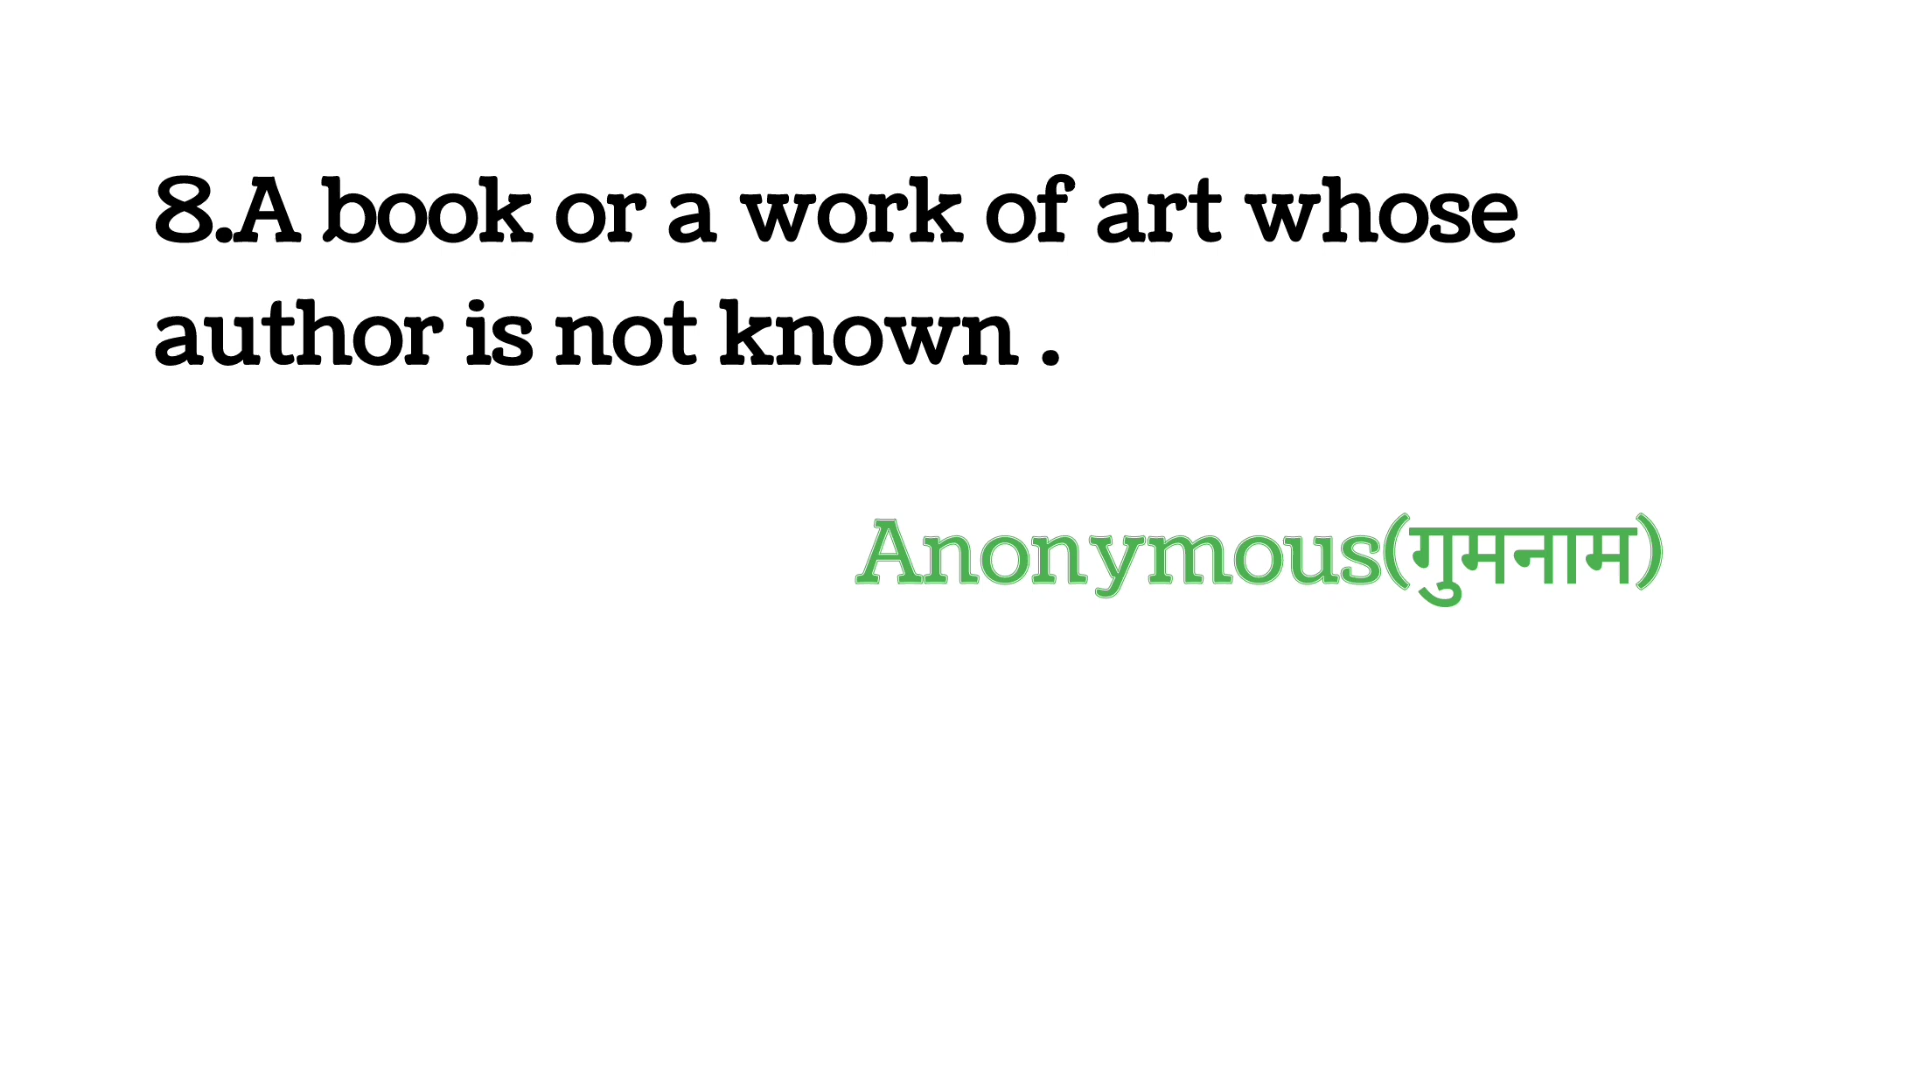 8.A book or a work of art whose
author is not known .
Anonymous(गुमनाम)